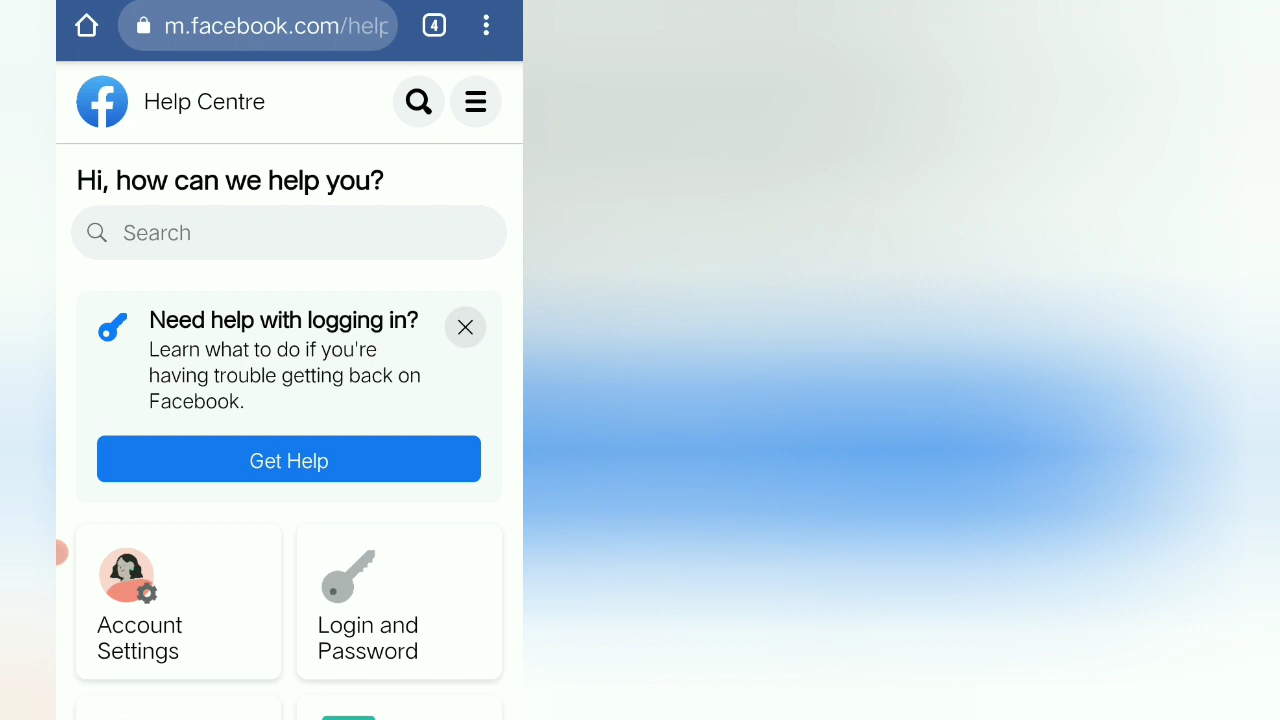 m.facebook.com/help
4
Help Centre
Hi, how can we help you?
Search
Need help with logging in?
Learn what to do if you're
having trouble getting back on
Facebook.
Get Help
Account
Settings
Login and
Password